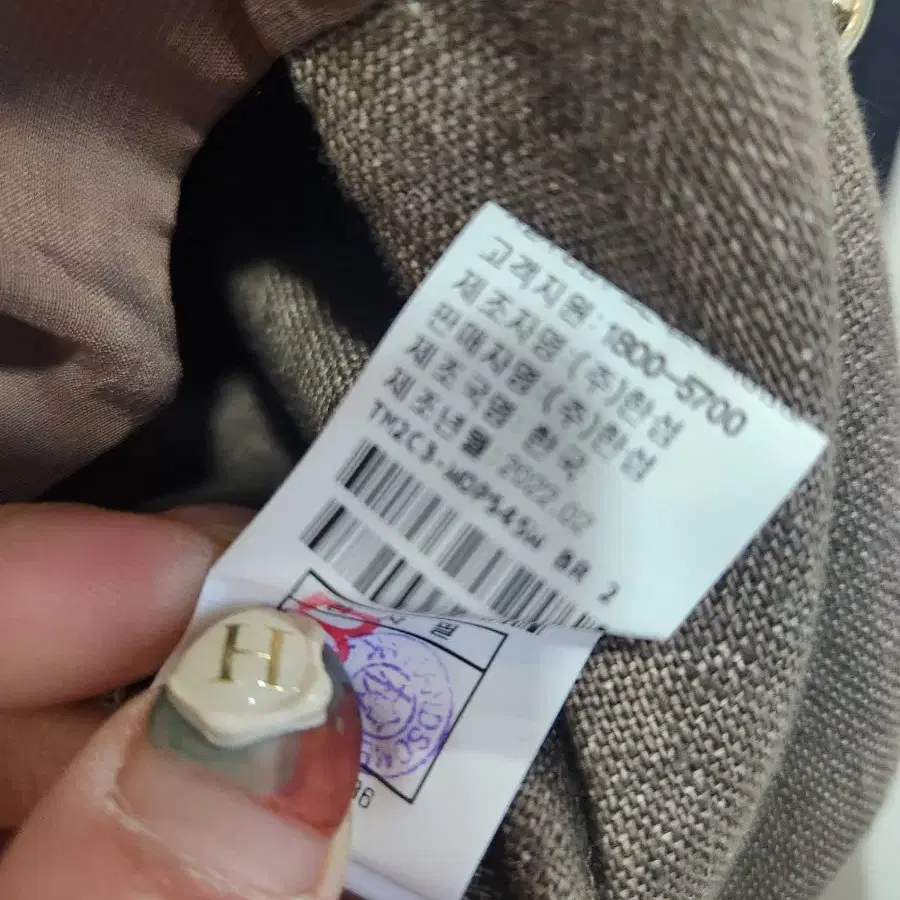 고객지원: 1800-5700
제조자명 : (주)한섬
판매자명 (주)한섬
제조국명 한국
제조년월: 2022.02
TM2C3-WDP545W BR 2
H